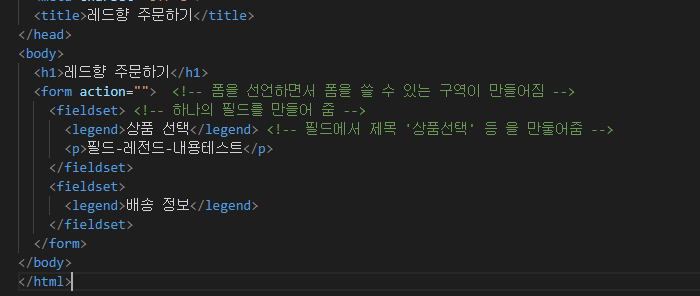 <title>레드향 주문하기</title>
</head>
<body>
<h1>레드향 주문하기</h1>
<form action=""> <!-- 폼을 선언하면서 폼을 쓸 수 있는 구역이 만들어짐 -->
<fieldset> <!-- 하나의 필드를 만들어 줌 -->
<legend>상품 선택</legend> <!-- 필드에서 제목 '상품선택' 등 을 만둘어줌 -->
<p>필드-레전드-내용테스트</p>
</fieldset>
<fieldset>
<legend>배송 정보</legend>
</fieldset>
</form>
</body>
</html>